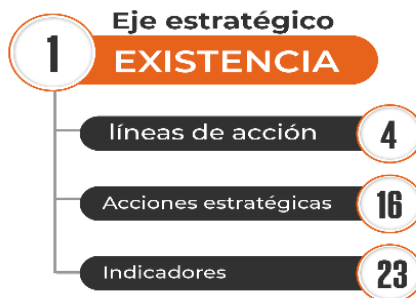 Eje estratégico
1
EXISTENCIA
líneas de acción 4
Acciones estratégicas 16
Indicadores 23